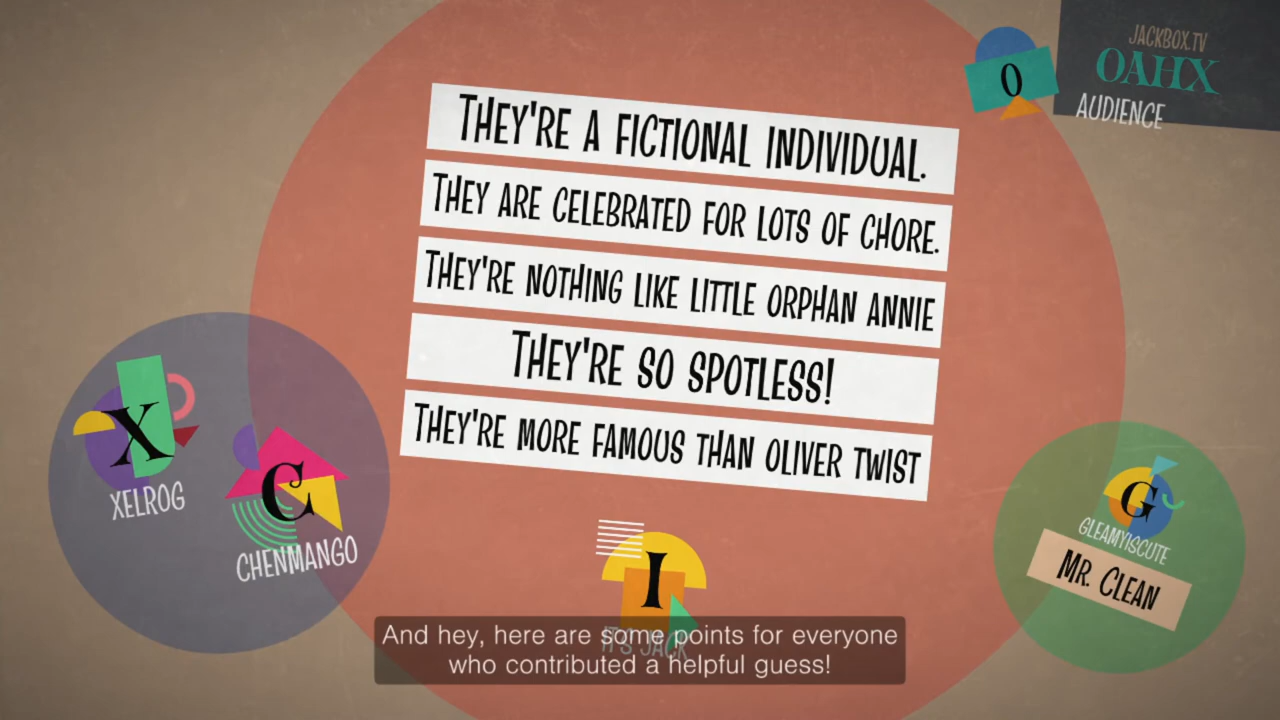 JACKBOX.TV
OAHX
O
AUDIENCE
THEY'RE A FICTIONAL INDIVIDUAL.
THEY ARE CELEBRATED FOR LOTS OF CHORE.
THEY'RE NOTHING LIKE LITTLE ORPHAN ANNIE
THEY'RE SO SPOTLESS!
THEY'RE MORE FAMOUS THAN OLIVER TWIST
X
XELROG
C
CHENMANGO
G
GLEAMYISCUTE
MR. CLEAN
I
IT'S JACK
And hey, here are some points for everyone
who contributed a helpful guess!